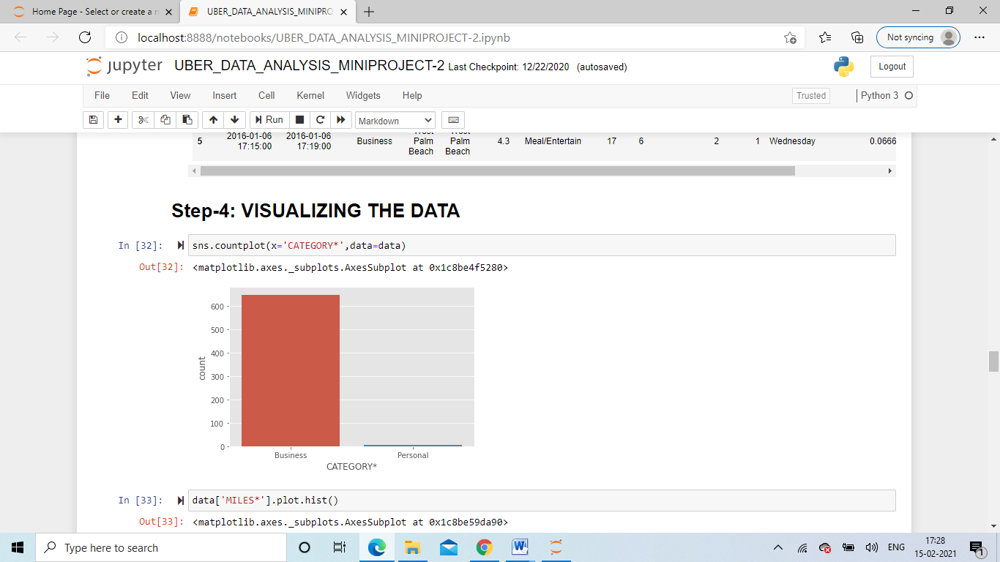 Home Page - Select or create a n
UBER_DATA_ANALYSIS_MINIPRO
localhost:8888/notebooks/UBER_DATA_ANALYSIS_MINIPROJECT-2.ipynb
Not syncing
jupyter UBER_DATA_ANALYSIS_MINIPROJECT-2 Last Checkpoint: 12/22/2020 (autosaved)
Logout
File Edit View Insert Cell Kernel Widgets Help
Trusted
Python 3
Run
Markdown
5 2016-01-06 17:15:00 2016-01-06 17:19:00 Business Palm Beach Palm Beach 4.3 Meal/Entertain 17 6 2 1 Wednesday 0.0666
Step-4: VISUALIZING THE DATA
In [32]: sns.countplot(x='CATEGORY*',data=data)
Out[32]: <matplotlib.axes._subplots.AxesSubplot at 0x1c8be4f5280>
600
500
400
300
200
100
0
count
Business Personal
CATEGORY*
In [33]: data['MILES*'].plot.hist()
Out[33]: <matplotlib.axes._subplots.AxesSubplot at 0x1c8be59da90>
Type here to search
ENG
17:28
15-02-2021
1